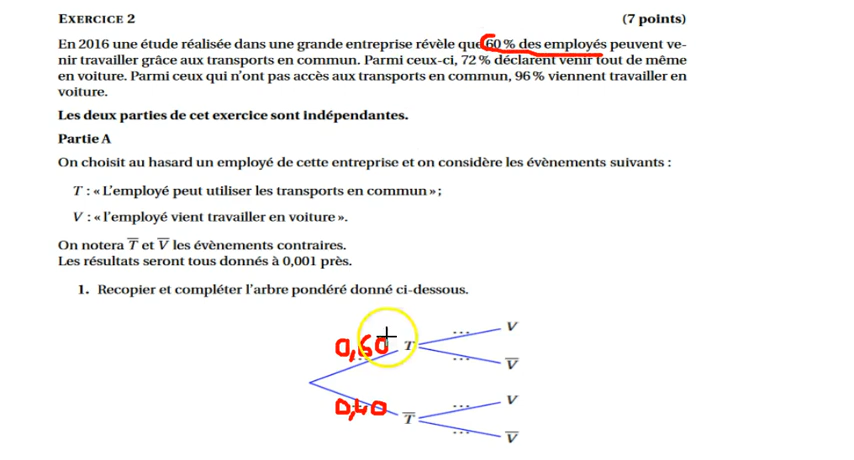 EXERCICE 2 (7 points)
En 2016 une étude réalisée dans une grande entreprise révèle que 60 % des employés peuvent ve-
nir travailler grâce aux transports en commun. Parmi ceux-ci, 72 % déclarent venir tout de même
en voiture. Parmi ceux qui n'ont pas accès aux transports en commun, 96 % viennent travailler en
voiture.
Les deux parties de cet exercice sont indépendantes.
Partie A
On choisit au hasard un employé de cette entreprise et on considère les évènements suivants :
T : « L'employé peut utiliser les transports en commun » ;
V : « l'employé vient travailler en voiture ».
On notera T̅ et V̅ les évènements contraires.
Les résultats seront tous donnés à 0,001 près.
1. Recopier et compléter l'arbre pondéré donné ci-dessous.
... V
0,60 T
... V̅
... V
0,40 T̅
... V̅